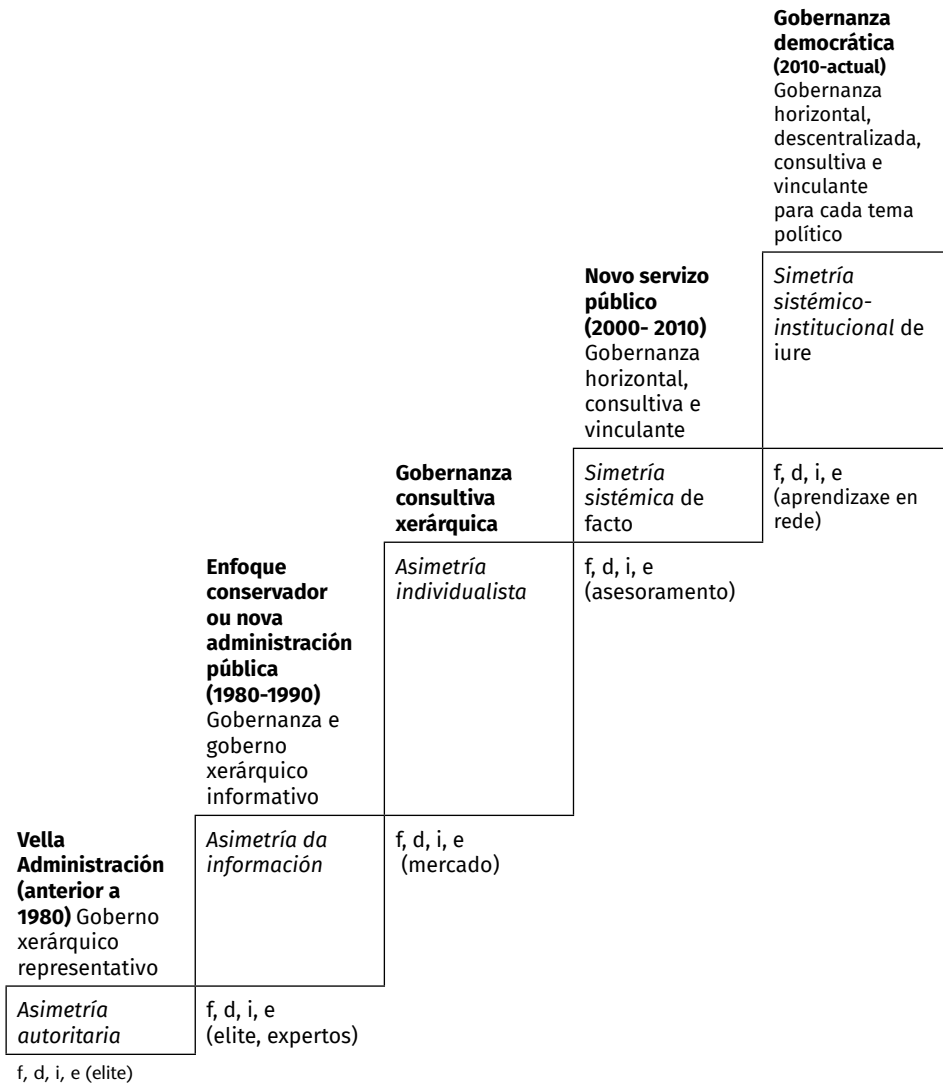 Vella
Administración
(anterior a
1980) Goberno
xerárquico
representativo
Asimetría
autoritaria
f, d, i, e (elite)
Enfoque
conservador
ou nova
administración
pública
(1980-1990)
Gobernanza e
goberno
xerárquico
informativo
Asimetría da
información
f, d, i, e
(elite, expertos)
Gobernanza
consultiva
xerárquica
Asimetría
individualista
f, d, i, e
(mercado)
Novo servizo
público
(2000- 2010)
Gobernanza
horizontal,
consultiva e
vinculante
Simetría
sistémica de
facto
f, d, i, e
(asesoramento)
Gobernanza
democrática
(2010-actual)
Gobernanza
horizontal,
descentralizada,
consultiva e
vinculante
para cada tema
político
Simetría
sistémico-
institucional de
iure
f, d, i, e
(aprendizaxe en
rede)